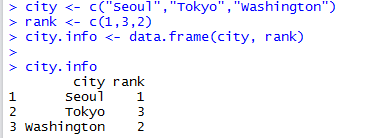 > city <- c("Seoul","Tokyo","Washington")
> rank <- c(1,3,2)
> city.info <- data.frame(city, rank)
>
> city.info
        city rank
1      Seoul    1
2      Tokyo    3
3 Washington    2